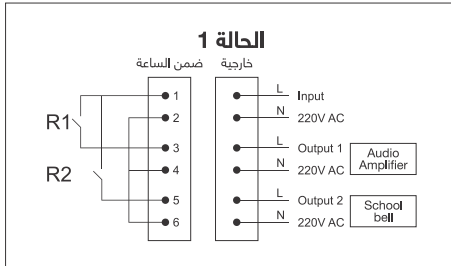 الحالة 1
ضمن الساعة
خارجية
R1
R2
1
2
3
4
5
6
L Input
N 220V AC
L Output 1
N 220V AC
Audio
Amplifier
L Output 2
N 220V AC
School
bell